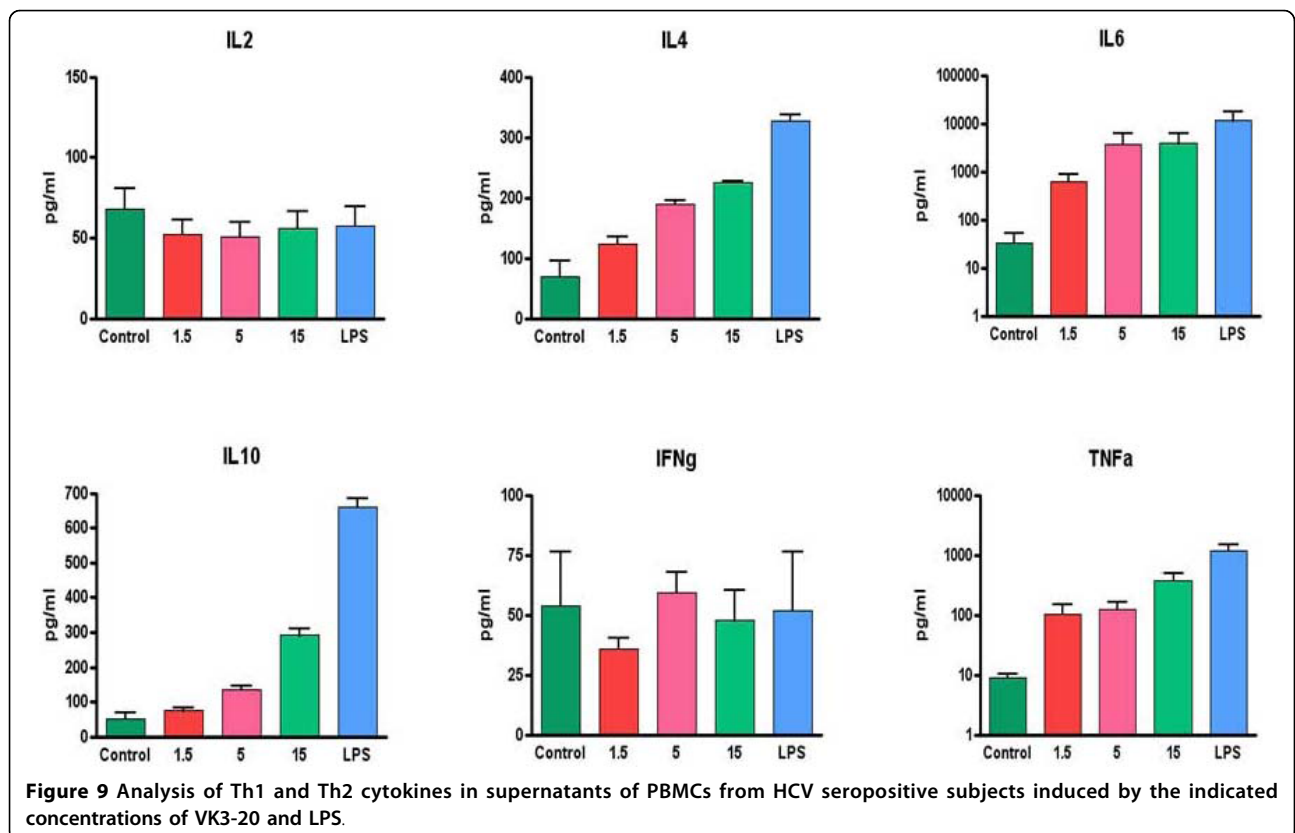 IL2
150
100
50
0
pg/ml
Control 1.5 5 15 LPS
IL4
400
300
200
100
0
pg/ml
Control 1.5 5 15 LPS
IL6
100000
10000
1000
100
10
1
pg/ml
Control 1.5 5 15 LPS
IL10
700
600
500
400
300
200
100
0
pg/ml
Control 1.5 5 15 LPS
IFNg
100
75
50
25
0
pg/ml
Control 1.5 5 15 LPS
TNFa
10000
1000
100
10
1
pg/ml
Control 1.5 5 15 LPS
Figure 9 Analysis of Th1 and Th2 cytokines in supernatants of PBMCs from HCV seropositive subjects induced by the indicated
concentrations of VK3-20 and LPS.